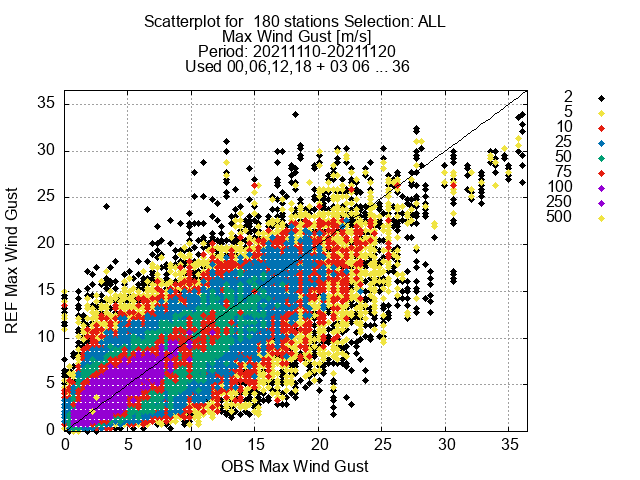 Scatterplot for  180 stations Selection: ALL
Max Wind Gust [m/s]
Period: 20211110-20211120
Used 00,06,12,18 + 03 06 ... 36
REF Max Wind Gust
35
30
25
20
15
10
5
0
0 5 10 15 20 25 30 35
OBS Max Wind Gust
2
5
10
25
50
75
100
250
500